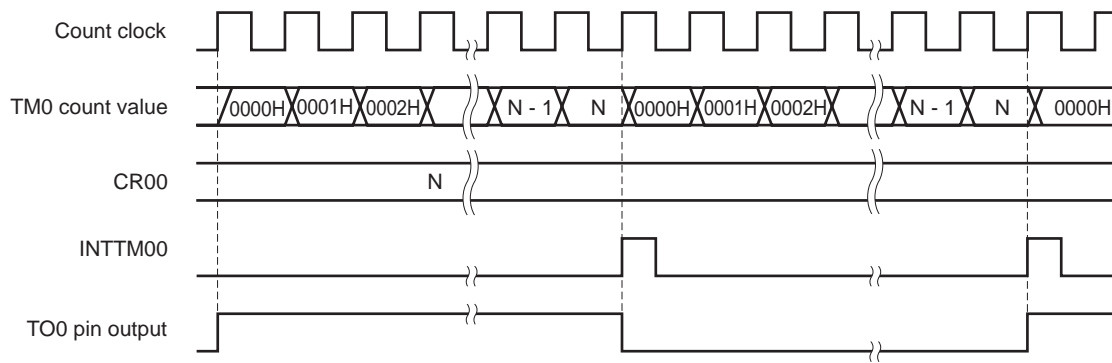 Count clock
TM0 count value 0000H 0001H 0002H N - 1 N 0000H 0001H 0002H N - 1 N 0000H
CR00 N
INTTM00
TO0 pin output